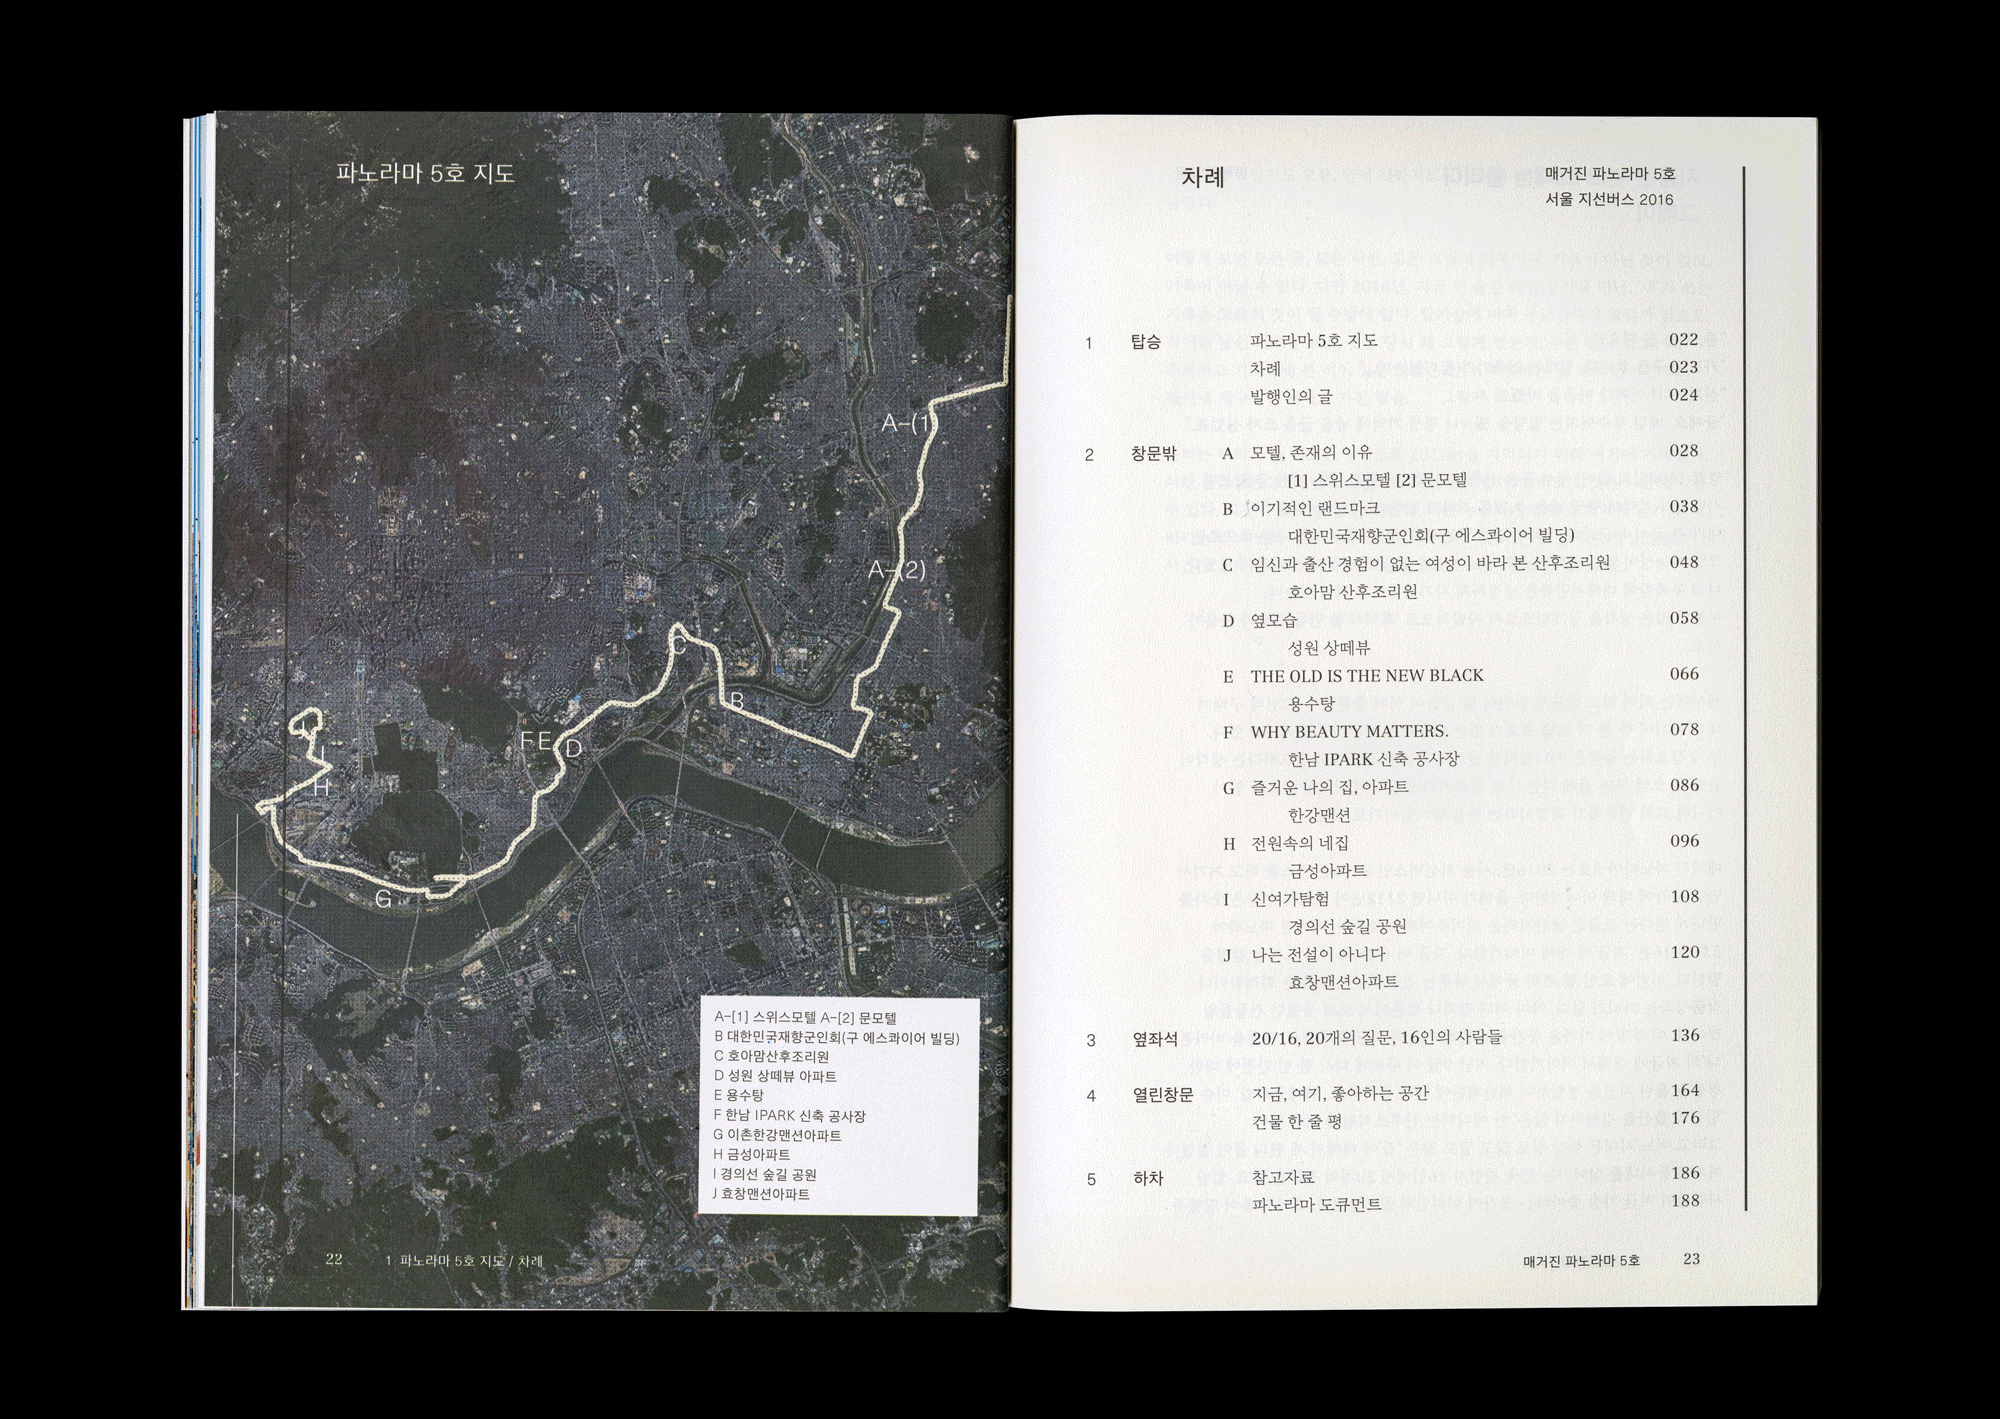 파노라마 5호 지도
A-(1)
A-(2)
C
B
F E D
J
I
H
G
A-[1] 스위스모텔 A-[2] 문모텔
B 대한민국재향군인회(구 에스콰이어 빌딩)
C 호아맘산후조리원
D 성원 상떼뷰 아파트
E 용수탕
F 한남 IPARK 신축 공사장
G 이촌한강맨션아파트
H 금성아파트
I 경의선 숲길 공원
J 효창맨션아파트
22 1 파노라마 5호 지도 / 차례
차례
매거진 파노라마 5호
서울 지선버스 2016
1 탑승 파노라마 5호 지도 022
차례 023
발행인의 글 024
2 창문밖 A 모텔, 존재의 이유 028
[1] 스위스모텔 [2] 문모텔
B 이기적인 랜드마크 038
대한민국재향군인회(구 에스콰이어 빌딩)
C 임신과 출산 경험이 없는 여성이 바라 본 산후조리원 048
호아맘 산후조리원
D 옆모습 058
성원 상떼뷰
E THE OLD IS THE NEW BLACK 066
용수탕
F WHY BEAUTY MATTERS. 078
한남 IPARK 신축 공사장
G 즐거운 나의 집, 아파트 086
한강맨션
H 전원속의 네집 096
금성아파트
I 신여가탐험 108
경의선 숲길 공원
J 나는 전설이 아니다 120
효창맨션아파트
3 옆좌석 20/16, 20개의 질문, 16인의 사람들 136
4 열린창문 지금, 여기, 좋아하는 공간 164
건물 한 줄 평 176
5 하차 참고자료 186
파노라마 도큐먼트 188
매거진 파노라마 5호 23